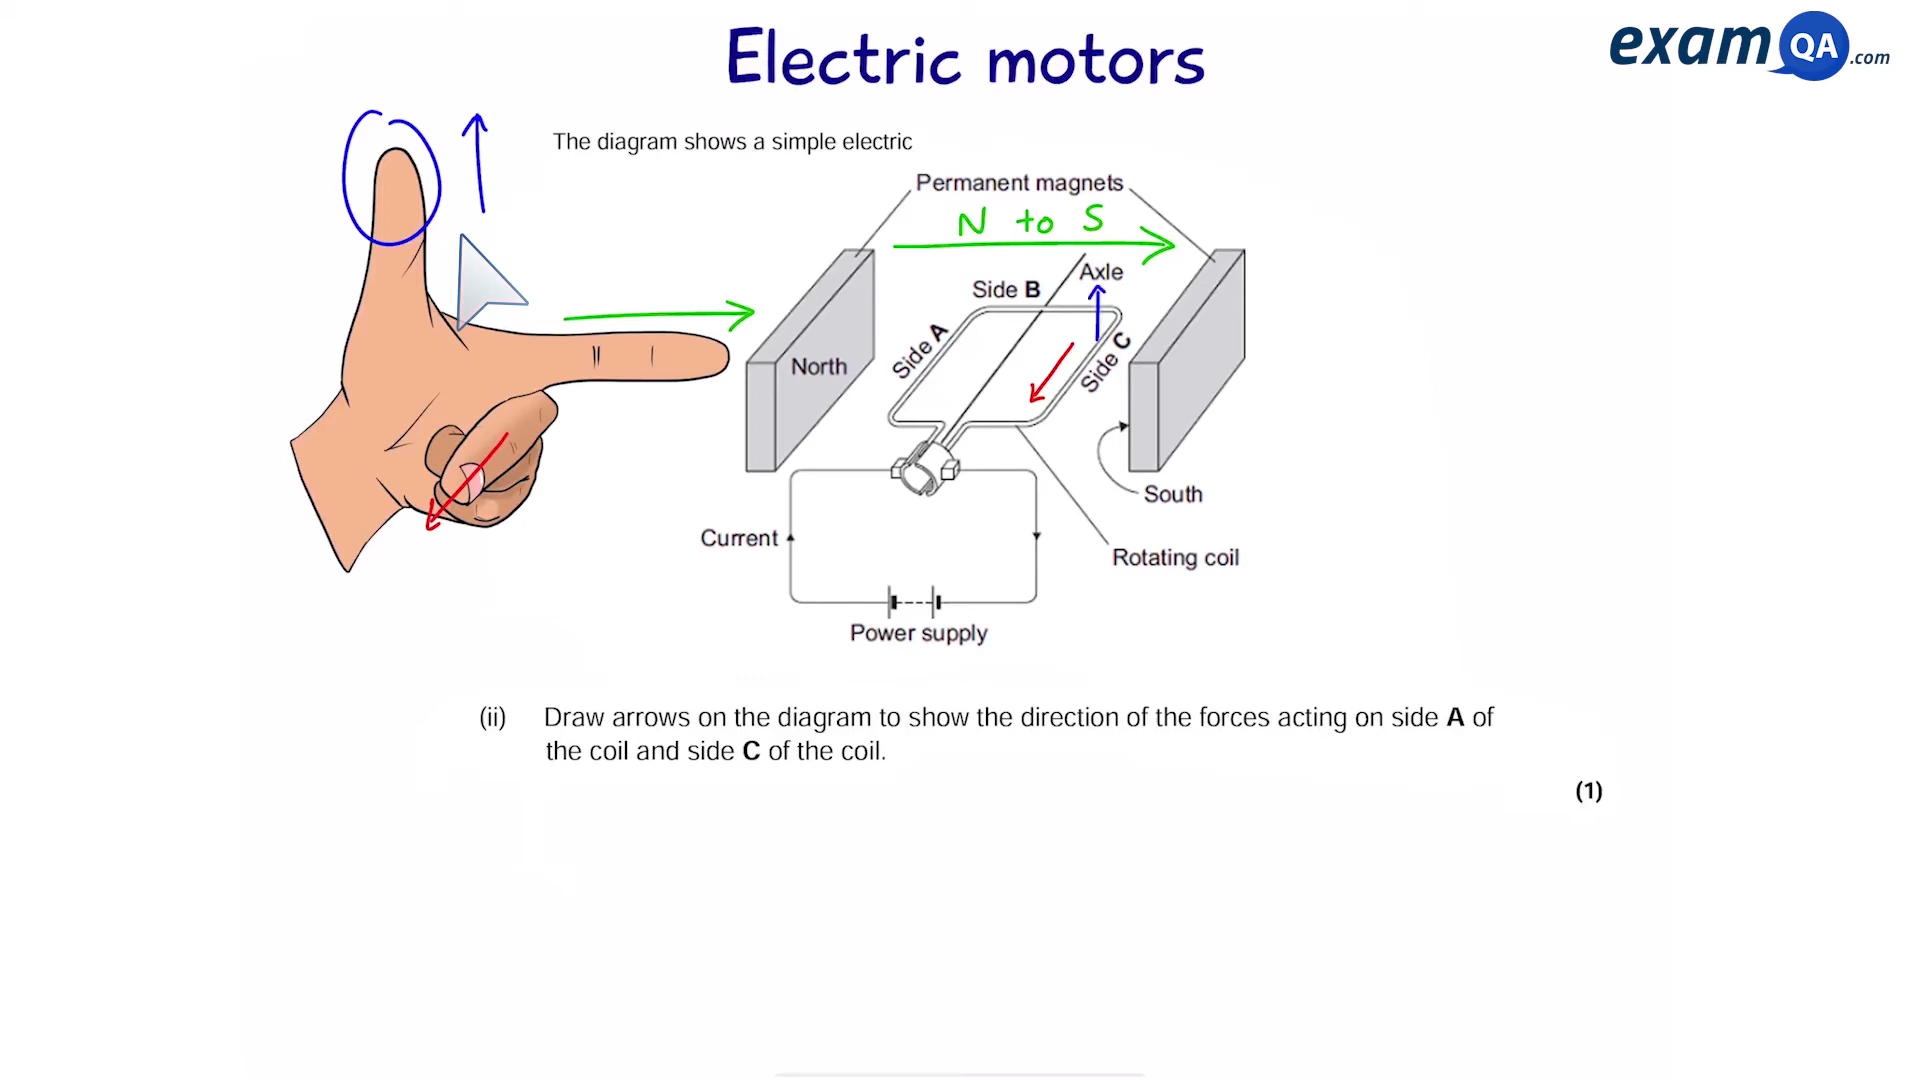 Electric motors
exam QA .com
The diagram shows a simple electric
Permanent magnets
N to S
Axle
Side B
Side A
Side C
North
South
Current
Rotating coil
Power supply
(ii) Draw arrows on the diagram to show the direction of the forces acting on side A of
the coil and side C of the coil.
(1)